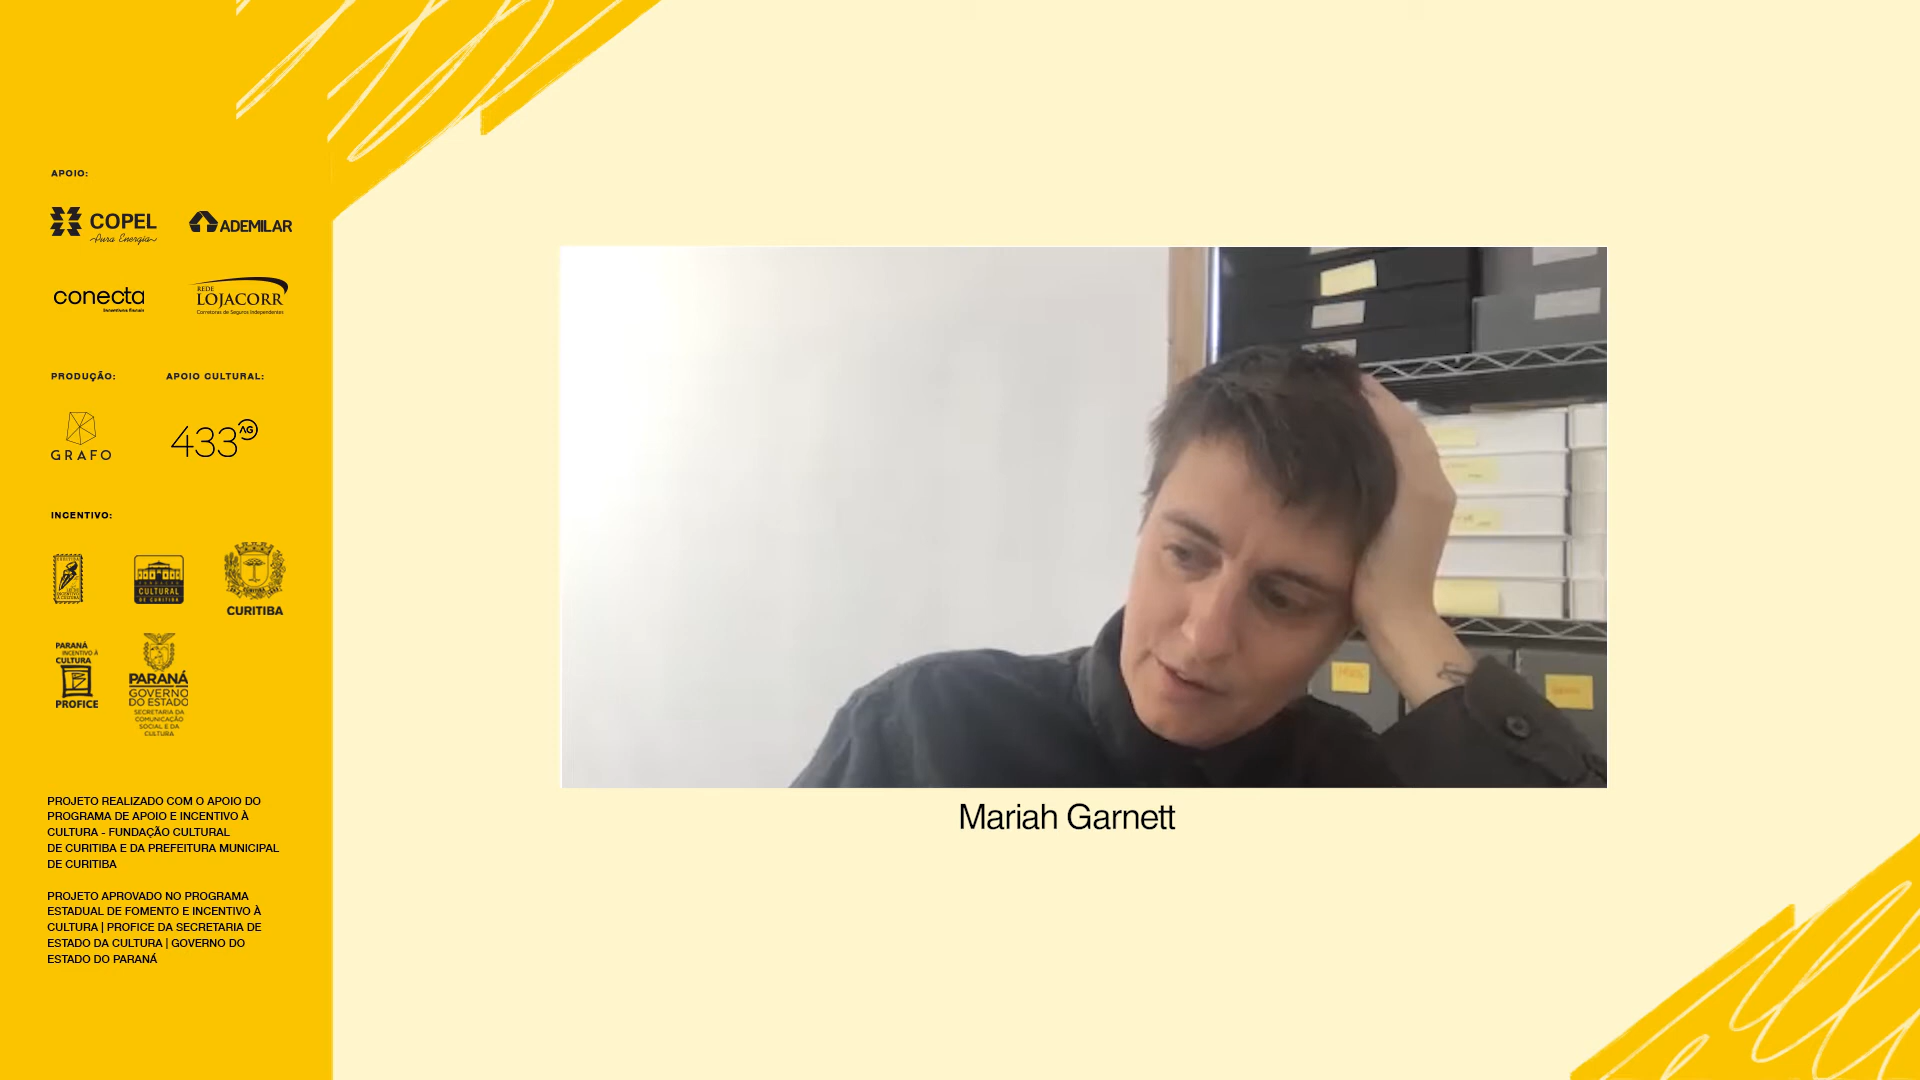 APOIO:
COPEL
Pura Energia
ADEMILAR
conecta
Incentivos fiscais
REDE
LOJACORR
Corretores de Seguros Independentes
PRODUÇÃO:
APOIO CULTURAL:
GRAFO
433 AG
INCENTIVO:
CULTURAL
DE CURITIBA
CURITIBA
PARANÁ
INCENTIVO À
CULTURA
PROFICE
PARANÁ
GOVERNO
DO ESTADO
SECRETARIA DA
COMUNICAÇÃO
SOCIAL E DA
CULTURA
PROJETO REALIZADO COM O APOIO DO
PROGRAMA DE APOIO E INCENTIVO À
CULTURA - FUNDAÇÃO CULTURAL
DE CURITIBA E DA PREFEITURA MUNICIPAL
DE CURITIBA
PROJETO APROVADO NO PROGRAMA
ESTADUAL DE FOMENTO E INCENTIVO À
CULTURA | PROFICE DA SECRETARIA DE
ESTADO DA CULTURA | GOVERNO DO
ESTADO DO PARANÁ
Mariah Garnett